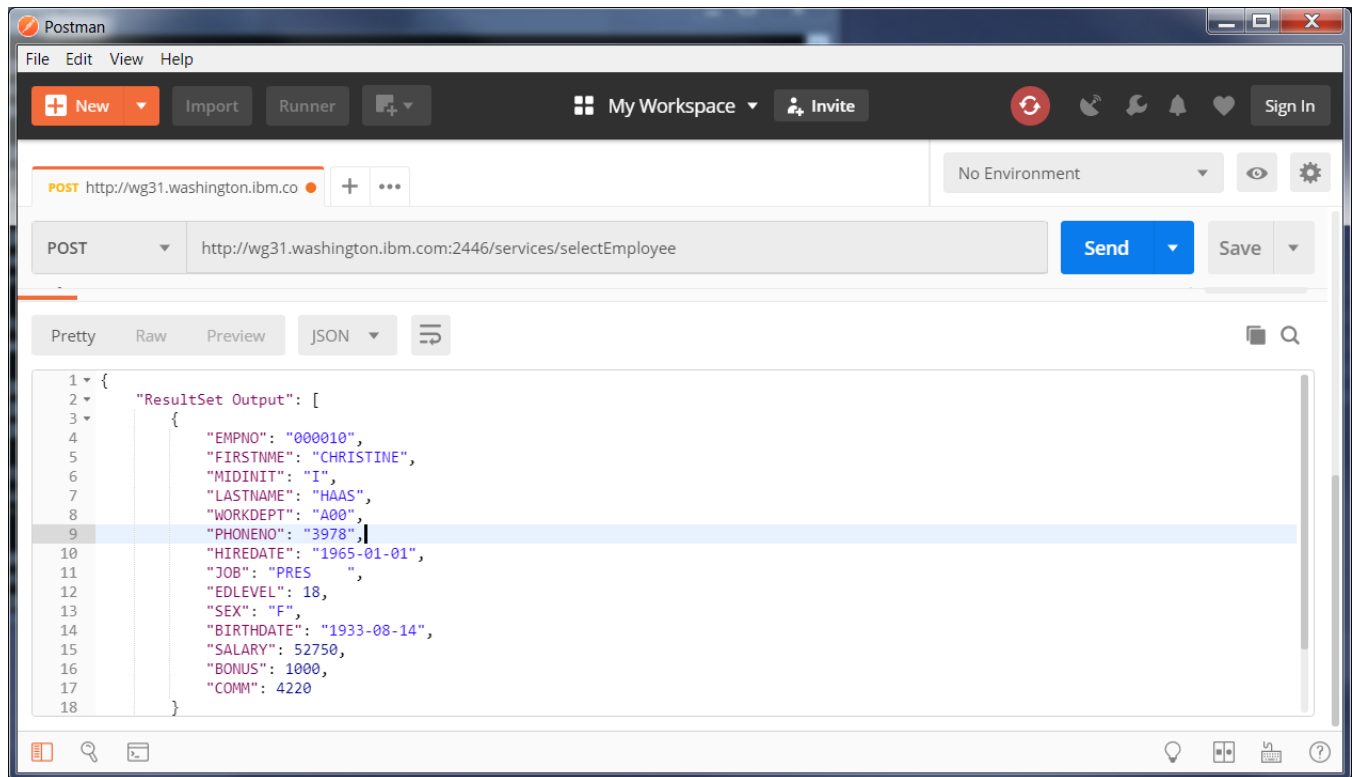 Postman
File Edit View Help
New Import Runner My Workspace Invite Sign In
POST http://wg31.washington.ibm.co No Environment
POST http://wg31.washington.ibm.com:2446/services/selectEmployee Send Save
Pretty Raw Preview JSON
1 {
2 "ResultSet Output": [
3 {
4 "EMPNO": "000010",
5 "FIRSTNME": "CHRISTINE",
6 "MIDINIT": "I",
7 "LASTNAME": "HAAS",
8 "WORKDEPT": "A00",
9 "PHONENO": "3978",
10 "HIREDATE": "1965-01-01",
11 "JOB": "PRES    ",
12 "EDLEVEL": 18,
13 "SEX": "F",
14 "BIRTHDATE": "1933-08-14",
15 "SALARY": 52750,
16 "BONUS": 1000,
17 "COMM": 4220
18 }